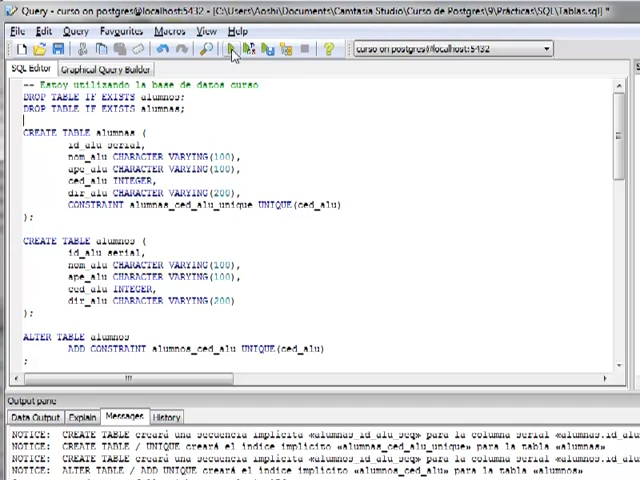 Query - curso on postgres@localhost:5432 - [C:\Users\Aoshi\Documents\Camtasia Studio\Curso de Postgres\9\Prácticas\SQL\Tablas.sql] *
File Edit Query Favourites Macros View Help
curso on postgres@localhost:5432
SQL Editor Graphical Query Builder
-- Estoy utilizando la base de datos curso
DROP TABLE IF EXISTS alumnos;
DROP TABLE IF EXISTS alumnas;
CREATE TABLE alumnas (
id_alu serial,
nom_alu CHARACTER VARYING(100),
ape_alu CHARACTER VARYING(100),
ced_alu INTEGER,
dir_alu CHARACTER VARYING(200),
CONSTRAINT alumnas_ced_alu_unique UNIQUE(ced_alu)
);
CREATE TABLE alumnos (
id_alu serial,
nom_alu CHARACTER VARYING(100),
ape_alu CHARACTER VARYING(100),
ced_alu INTEGER,
dir_alu CHARACTER VARYING(200)
);
ALTER TABLE alumnos
ADD CONSTRAINT alumnos_ced_alu UNIQUE(ced_alu)
;
Output pane
Data Output Explain Messages History
NOTICE: CREATE TABLE creará una secuencia implícita «alumnas_id_alu_seq» para la columna serial «alumnas.id_alu
NOTICE: CREATE TABLE / UNIQUE creará el índice implícito «alumnas_ced_alu_unique» para la tabla «alumnas»
NOTICE: CREATE TABLE creará una secuencia implícita «alumnos_id_alu_seq» para la columna serial «alumnos.id_alu
NOTICE: ALTER TABLE / ADD UNIQUE creará el índice implícito «alumnos_ced_alu» para la tabla «alumnos»